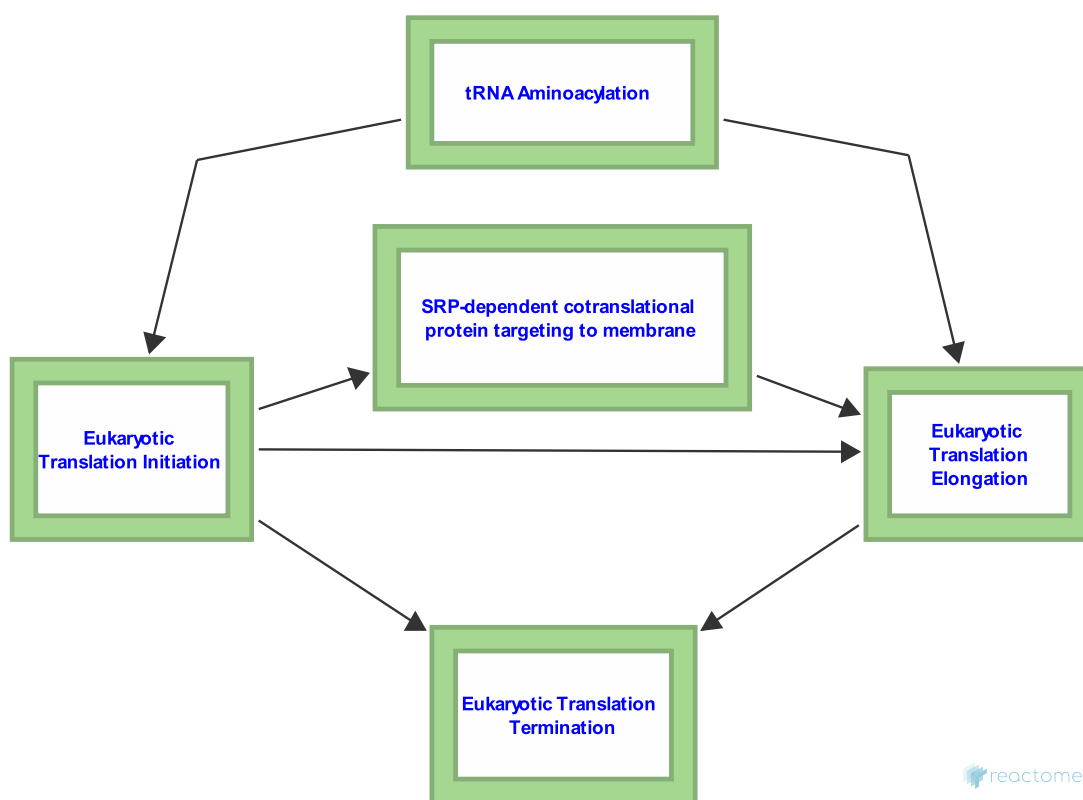 tRNA Aminoacylation
SRP-dependent cotranslational
protein targeting to membrane
Eukaryotic
Translation Initiation
Eukaryotic
Translation
Elongation
Eukaryotic Translation
Termination
reactome